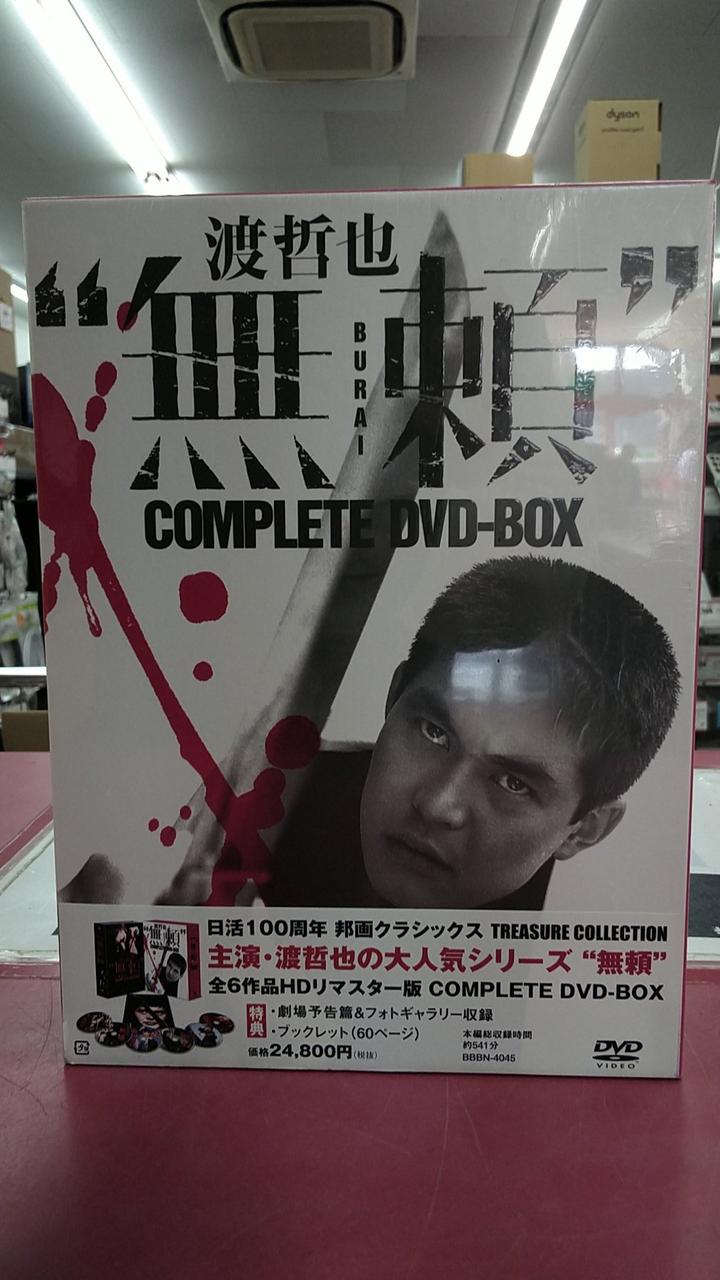 dyson
渡哲也
“無頼”
BURAI
COMPLETE DVD-BOX
日活100周年 邦画クラシックス TREASURE COLLECTION
主演・渡哲也の大人気シリーズ “無頼”
全6作品HDリマスター版 COMPLETE DVD-BOX
特典
・劇場予告篇&フォトギャラリー収録
・ブックレット(60ページ)
価格24,800円(税抜)
本編総収録時間
約541分
BBBN-4045
DVD
VIDEO